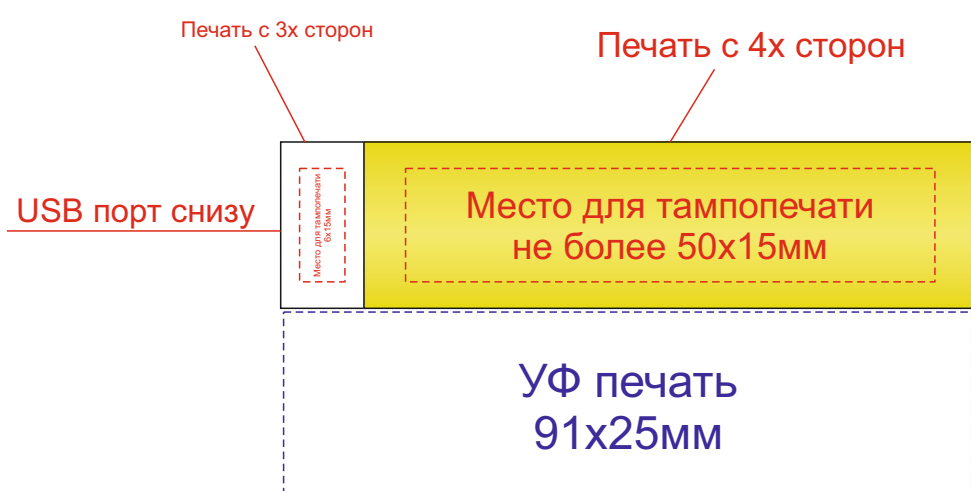 Печать с 3х сторон
Печать с 4х сторон
USB порт снизу
Место для тампопечати
6х15мм
Место для тампопечати
не более 50х15мм
УФ печать
91х25мм